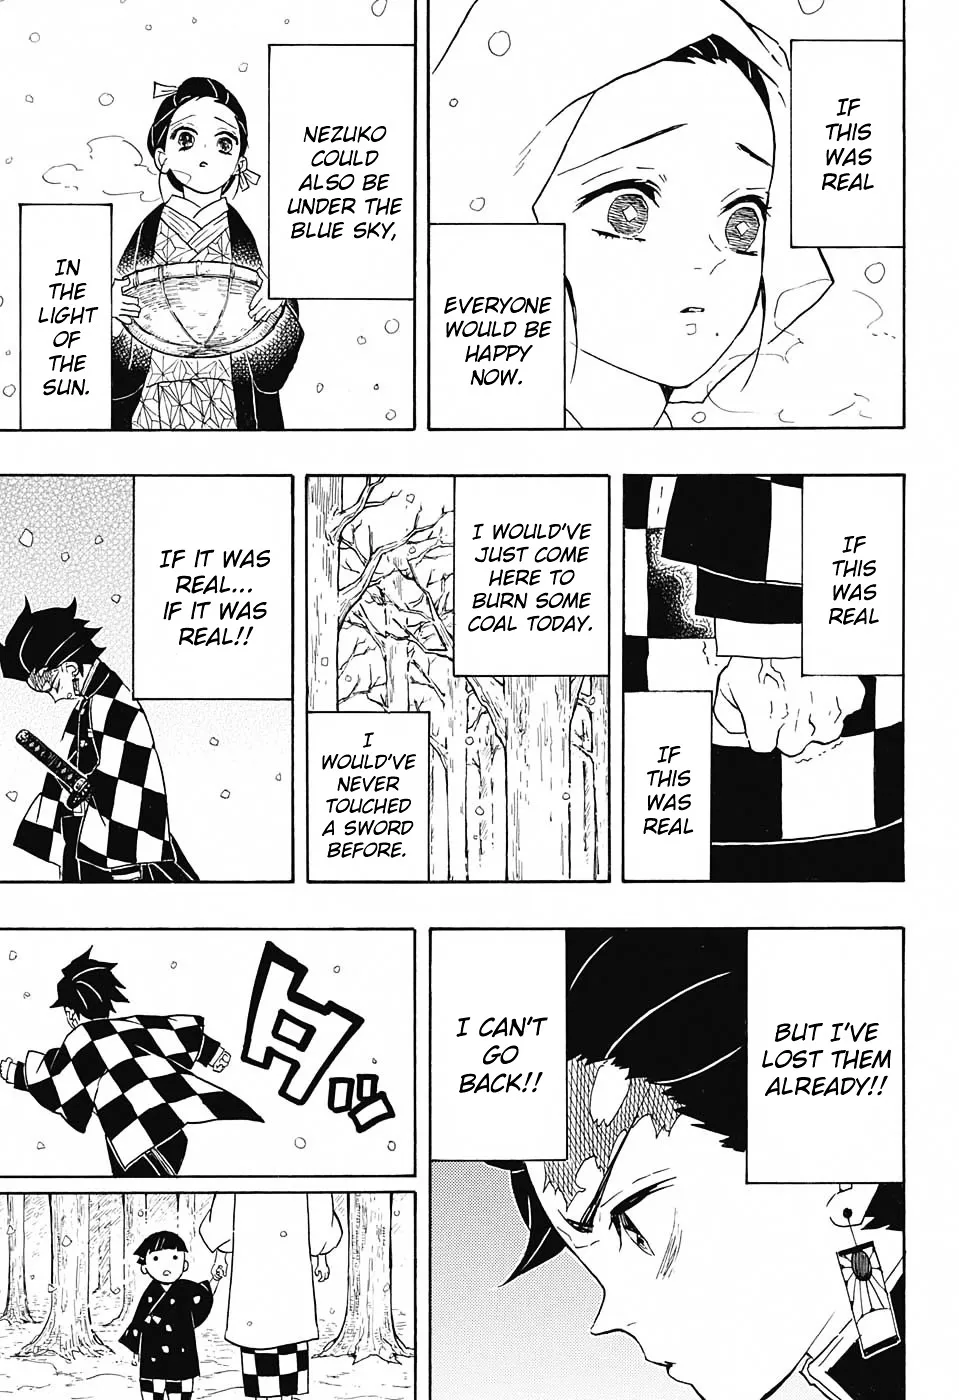 IF
THIS
WAS
REAL
EVERYONE
WOULD BE
HAPPY
NOW.
NEZUKO
COULD
ALSO BE
UNDER THE
BLUE SKY,
IN
THE
LIGHT
OF
THE
SUN.
IF
THIS
WAS
REAL
IF
THIS
WAS
REAL
I WOULD'VE
JUST COME
HERE TO
BURN SOME
COAL TODAY.
I
WOULD'VE
NEVER
TOUCHED
A SWORD
BEFORE.
IF IT WAS
REAL...
IF IT WAS
REAL!!
BUT I'VE
LOST THEM
ALREADY!!
I CAN'T
GO
BACK!!
ダッ